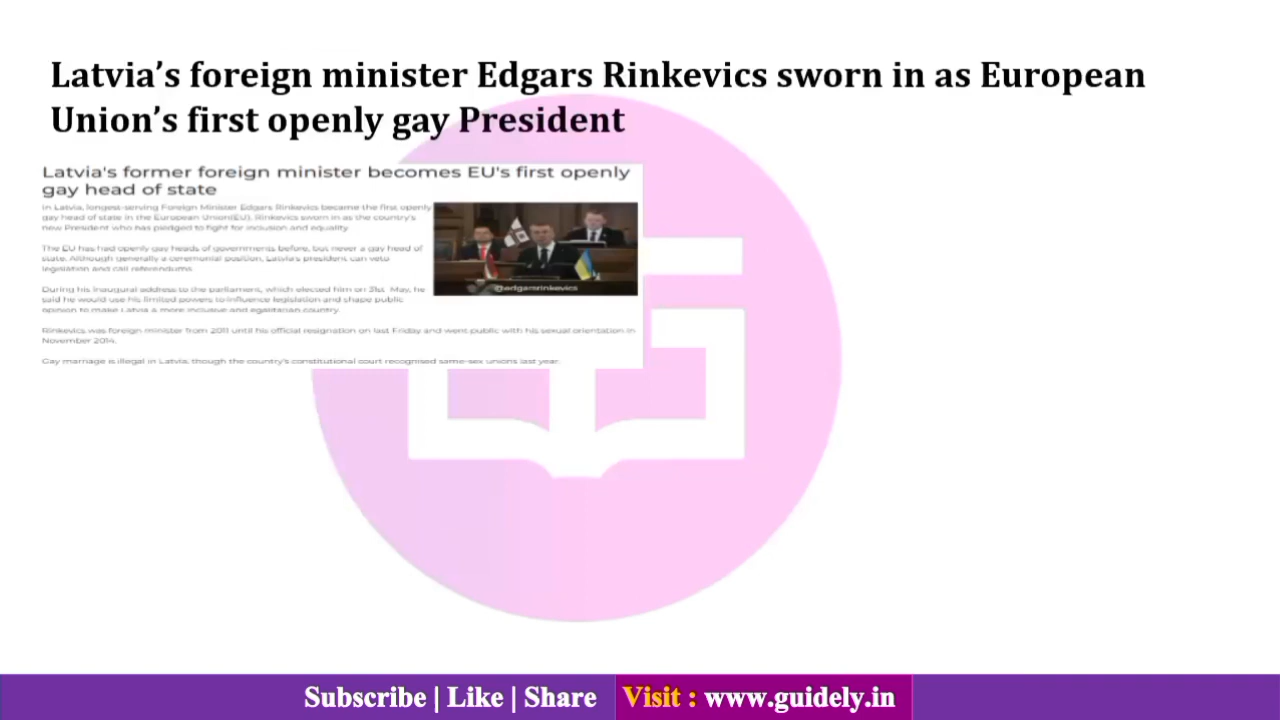 Latvia’s foreign minister Edgars Rinkevics sworn in as European
Union’s first openly gay President
Latvia's former foreign minister becomes EU's first openly
gay head of state
In Latvia, longest-serving Foreign Minister Edgars Rinkevics became the first openly
gay head of state in the European Union(EU). Rinkevics sworn in as the country's
new President who has pledged to fight for inclusion and equality.
The EU has had openly gay heads of governments before, but never a gay head of
state. Although generally a ceremonial position, Latvia's president can veto
legislation and call referendums.
During his inaugural address to the parliament, which elected him on 31st May, he
said he would use his limited powers to influence legislation and shape public
opinion to make Latvia a more inclusive and egalitarian country.
Rinkevics was foreign minister from 2011 until his official resignation on last Friday and went public with his sexual orientation in
November 2014.
Gay marriage is illegal in Latvia, though the country's constitutional court recognised same-sex unions last year.
@edgarsrinkevics
Subscribe | Like | Share Visit : www.guidely.in